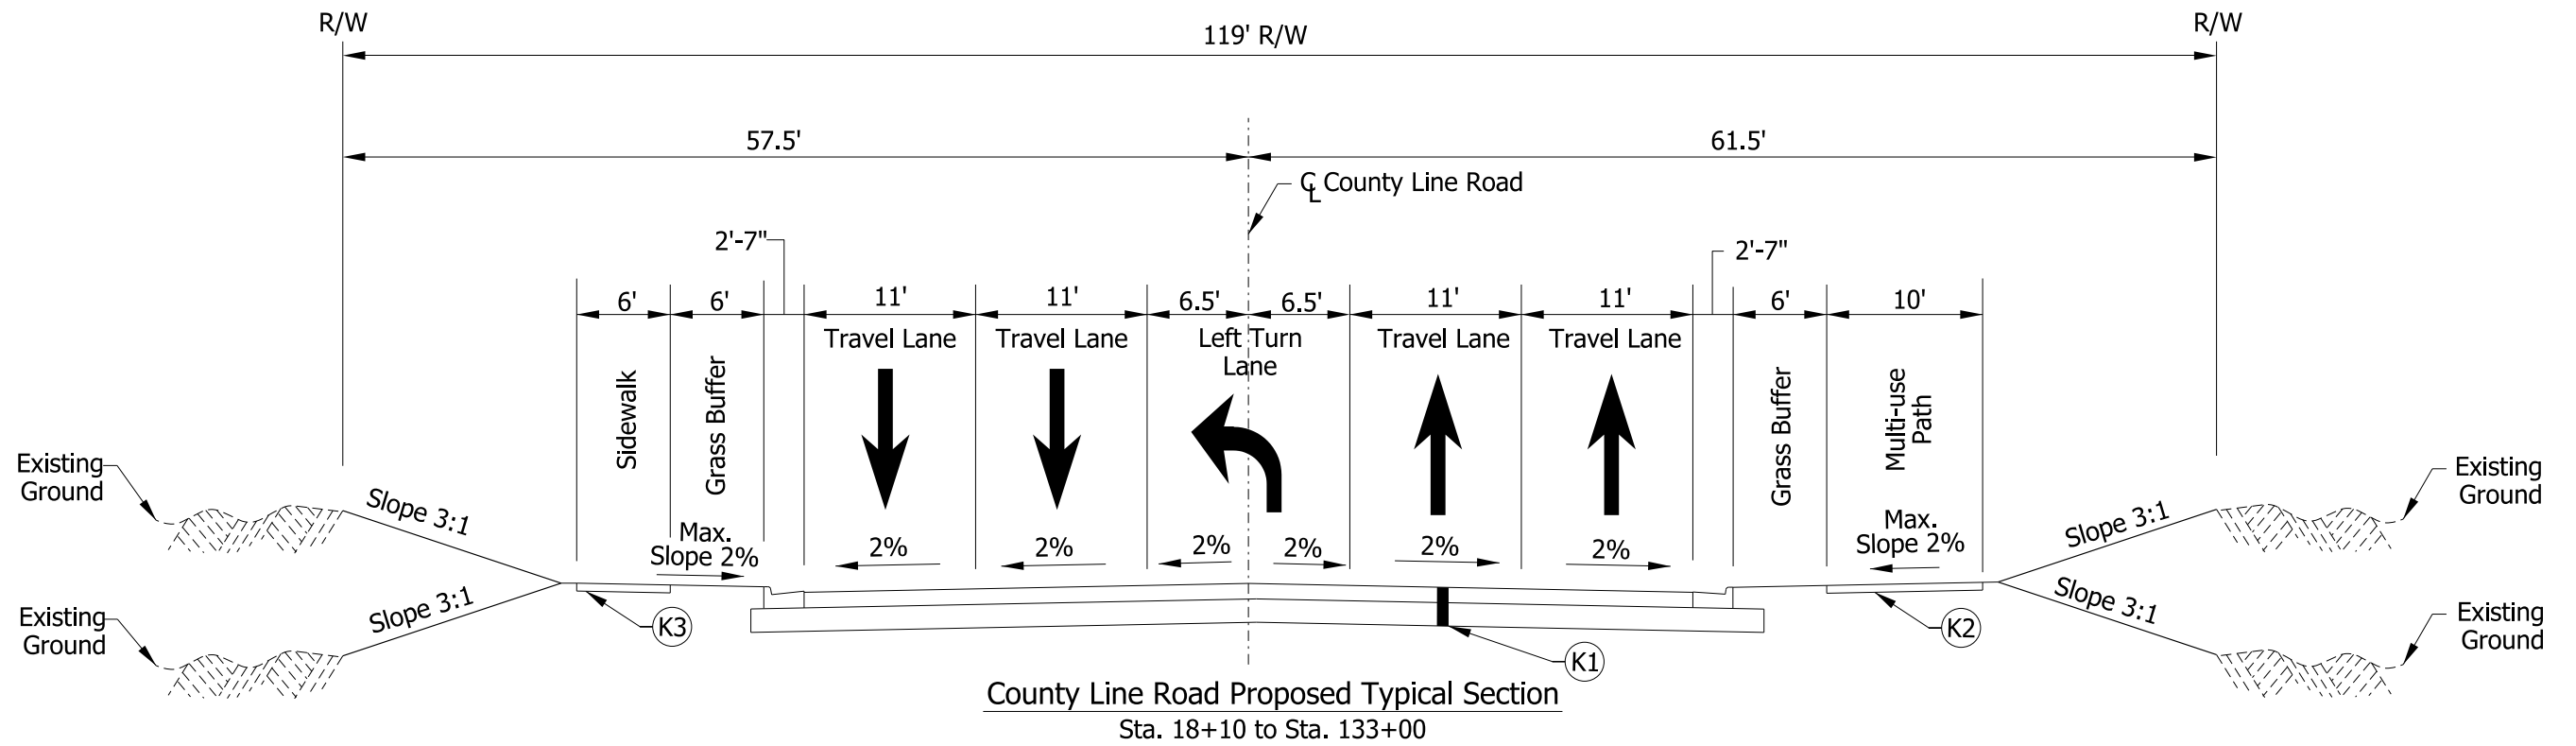 R/W
R/W
119' R/W
57.5'
61.5'
CL County Line Road
2'-7"
2'-7"
6'
6'
11'
11'
6.5'
6.5'
11'
11'
6'
10'
Travel Lane
Travel Lane
Left Turn
Lane
Travel Lane
Travel Lane
Sidewalk
Grass Buffer
Grass Buffer
Multi-use
Path
Existing
Ground
Slope 3:1
Max.
Slope 2%
2%
2%
2%
2%
2%
2%
Max.
Slope 2%
Slope 3:1
Existing
Ground
Existing
Ground
Slope 3:1
K3
K1
K2
Slope 3:1
Existing
Ground
County Line Road Proposed Typical Section
Sta. 18+10 to Sta. 133+00